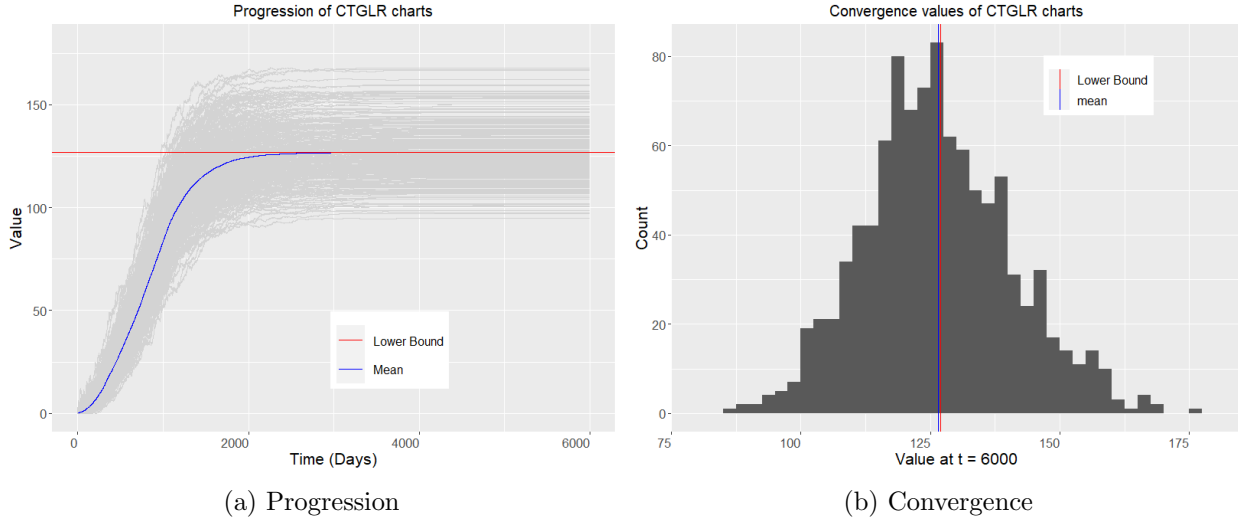 Progression of CTGLR charts
Value
150
100
50
0
Lower Bound
Mean
0
2000
4000
6000
Time (Days)
(a) Progression
Convergence values of CTGLR charts
Count
80
60
40
20
0
Lower Bound
mean
75
100
125
150
175
Value at t = 6000
(b) Convergence